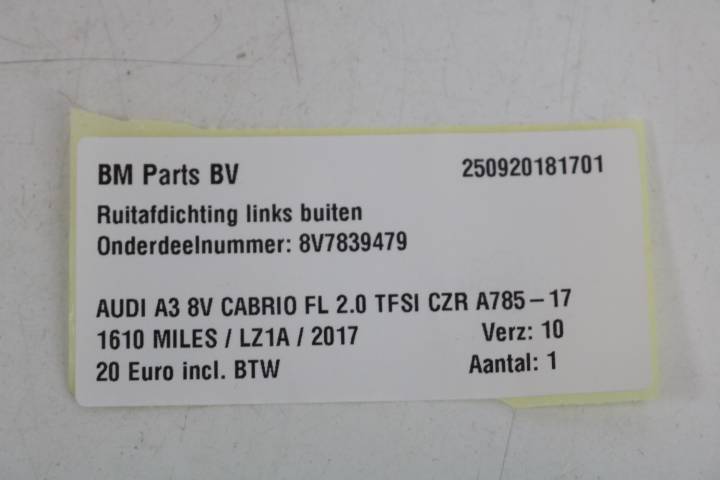 BM Parts BV 250920181701
Ruitafdichting links buiten
Onderdeelnummer: 8V7839479
AUDI A3 8V CABRIO FL 2.0 TFSI CZR A785-17
1610 MILES / LZ1A / 2017 Verz: 10
20 Euro incl. BTW Aantal: 1